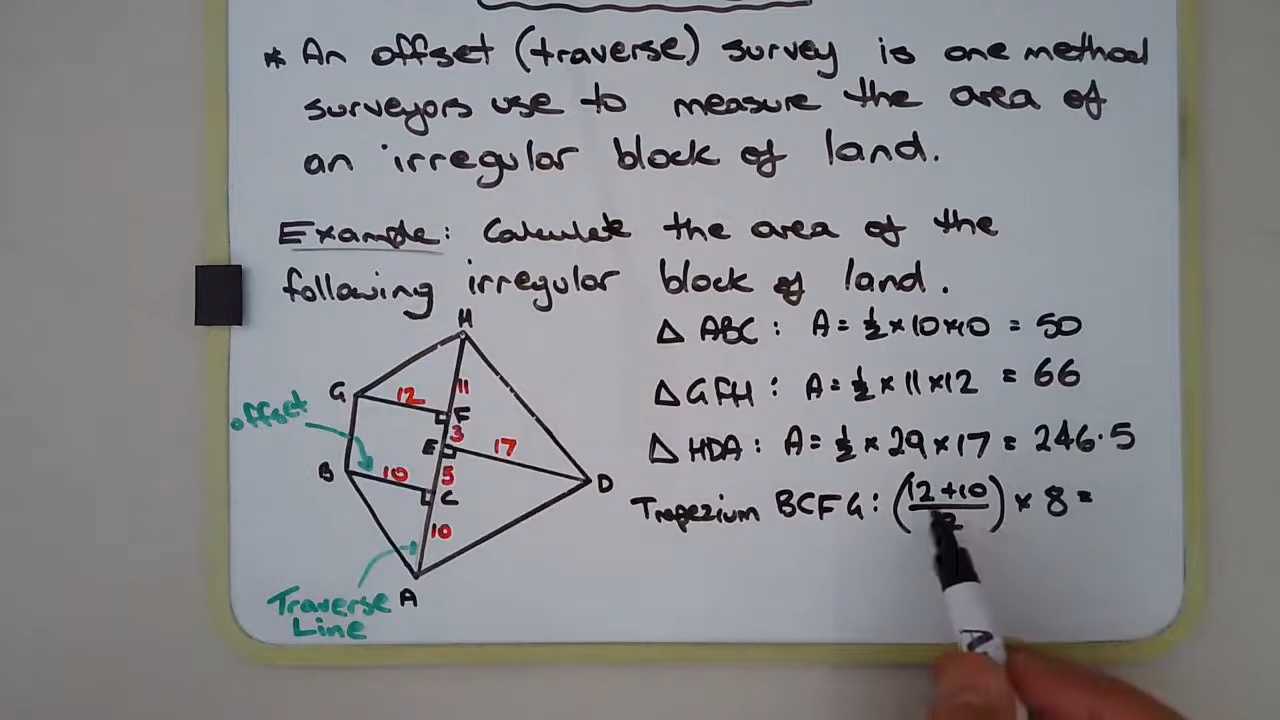 * An offset (traverse) survey is one method
surveyors use to measure the area of
an irregular block of land.
Example: Calculate the area of the
following irregular block of land.
H
G
12
11
F
offset
3
E
17
B
10
5
C
D
10
Traverse
Line
A
△ ABC : A = ½ × 10 × 10 = 50
△ GFH : A = ½ × 11 × 12 = 66
△ HDA : A = ½ × 29 × 17 = 246.5
Trapezium BCFG : (12 + 10 / 2) × 8 =